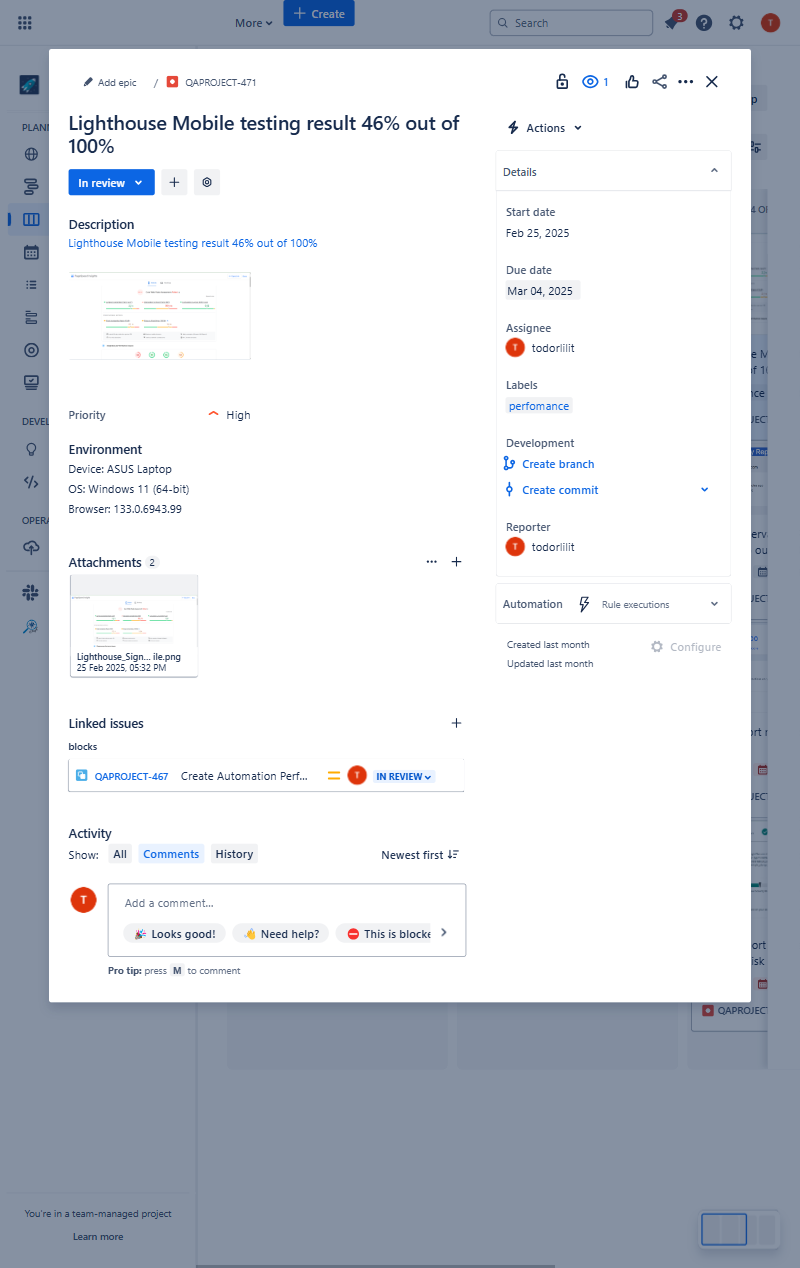 More
Create
Search
3
T
Add epic / QAPROJECT-471
1
Lighthouse Mobile testing result 46% out of
100%
In review
Description
Lighthouse Mobile testing result 46% out of 100%
Priority
High
Environment
Device: ASUS Laptop
OS: Windows 11 (64-bit)
Browser: 133.0.6943.99
Attachments 2
Lighthouse_Sign... ile.png
25 Feb 2025, 05:32 PM
Linked issues
blocks
QAPROJECT-467 Create Automation Perf... T IN REVIEW
Activity
Show: All Comments History
Newest first
T
Add a comment...
Looks good! Need help? This is blocke
Pro tip: press M to comment
Actions
Details
Start date
Feb 25, 2025
Due date
Mar 04, 2025
Assignee
T todorlilit
Labels
perfomance
Development
Create branch
Create commit
Reporter
T todorlilit
Automation Rule executions
Created last month
Updated last month
Configure
PLANN
DEVEL
OPERA
QAPROJECT
You're in a team-managed project
Learn more